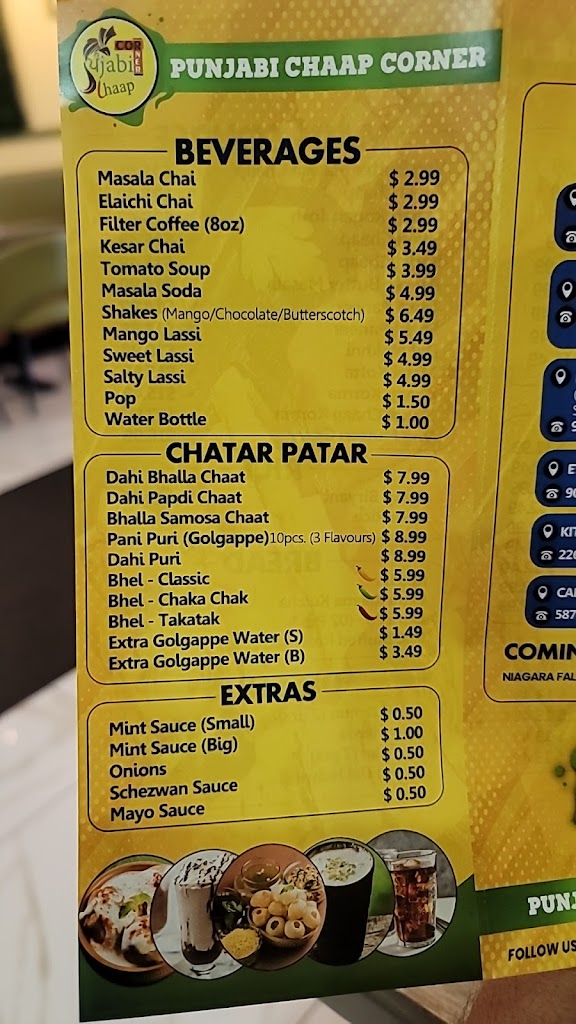 CORNER
Punjabi
Chaap
PUNJABI CHAAP CORNER
BEVERAGES
Masala Chai $ 2.99
Elaichi Chai $ 2.99
Filter Coffee (8oz) $ 2.99
Kesar Chai $ 3.49
Tomato Soup $ 3.99
Masala Soda $ 4.99
Shakes (Mango/Chocolate/Butterscotch) $ 6.49
Mango Lassi $ 5.49
Sweet Lassi $ 4.99
Salty Lassi $ 4.99
Pop $ 1.50
Water Bottle $ 1.00
CHATAR PATAR
Dahi Bhalla Chaat $ 7.99
Dahi Papdi Chaat $ 7.99
Bhalla Samosa Chaat $ 7.99
Pani Puri (Golgappe)10pcs. (3 Flavours) $ 8.99
Dahi Puri $ 8.99
Bhel - Classic $ 5.99
Bhel - Chaka Chak $ 5.99
Bhel - Takatak $ 5.99
Extra Golgappe Water (S) $ 1.49
Extra Golgappe Water (B) $ 3.49
EXTRAS
Mint Sauce (Small) $ 0.50
Mint Sauce (Big) $ 1.00
Onions $ 0.50
Schezwan Sauce $ 0.50
Mayo Sauce $ 0.50
KIT
226
CAL
587
COMIN
NIAGARA FAL
PUNJ
FOLLOW US